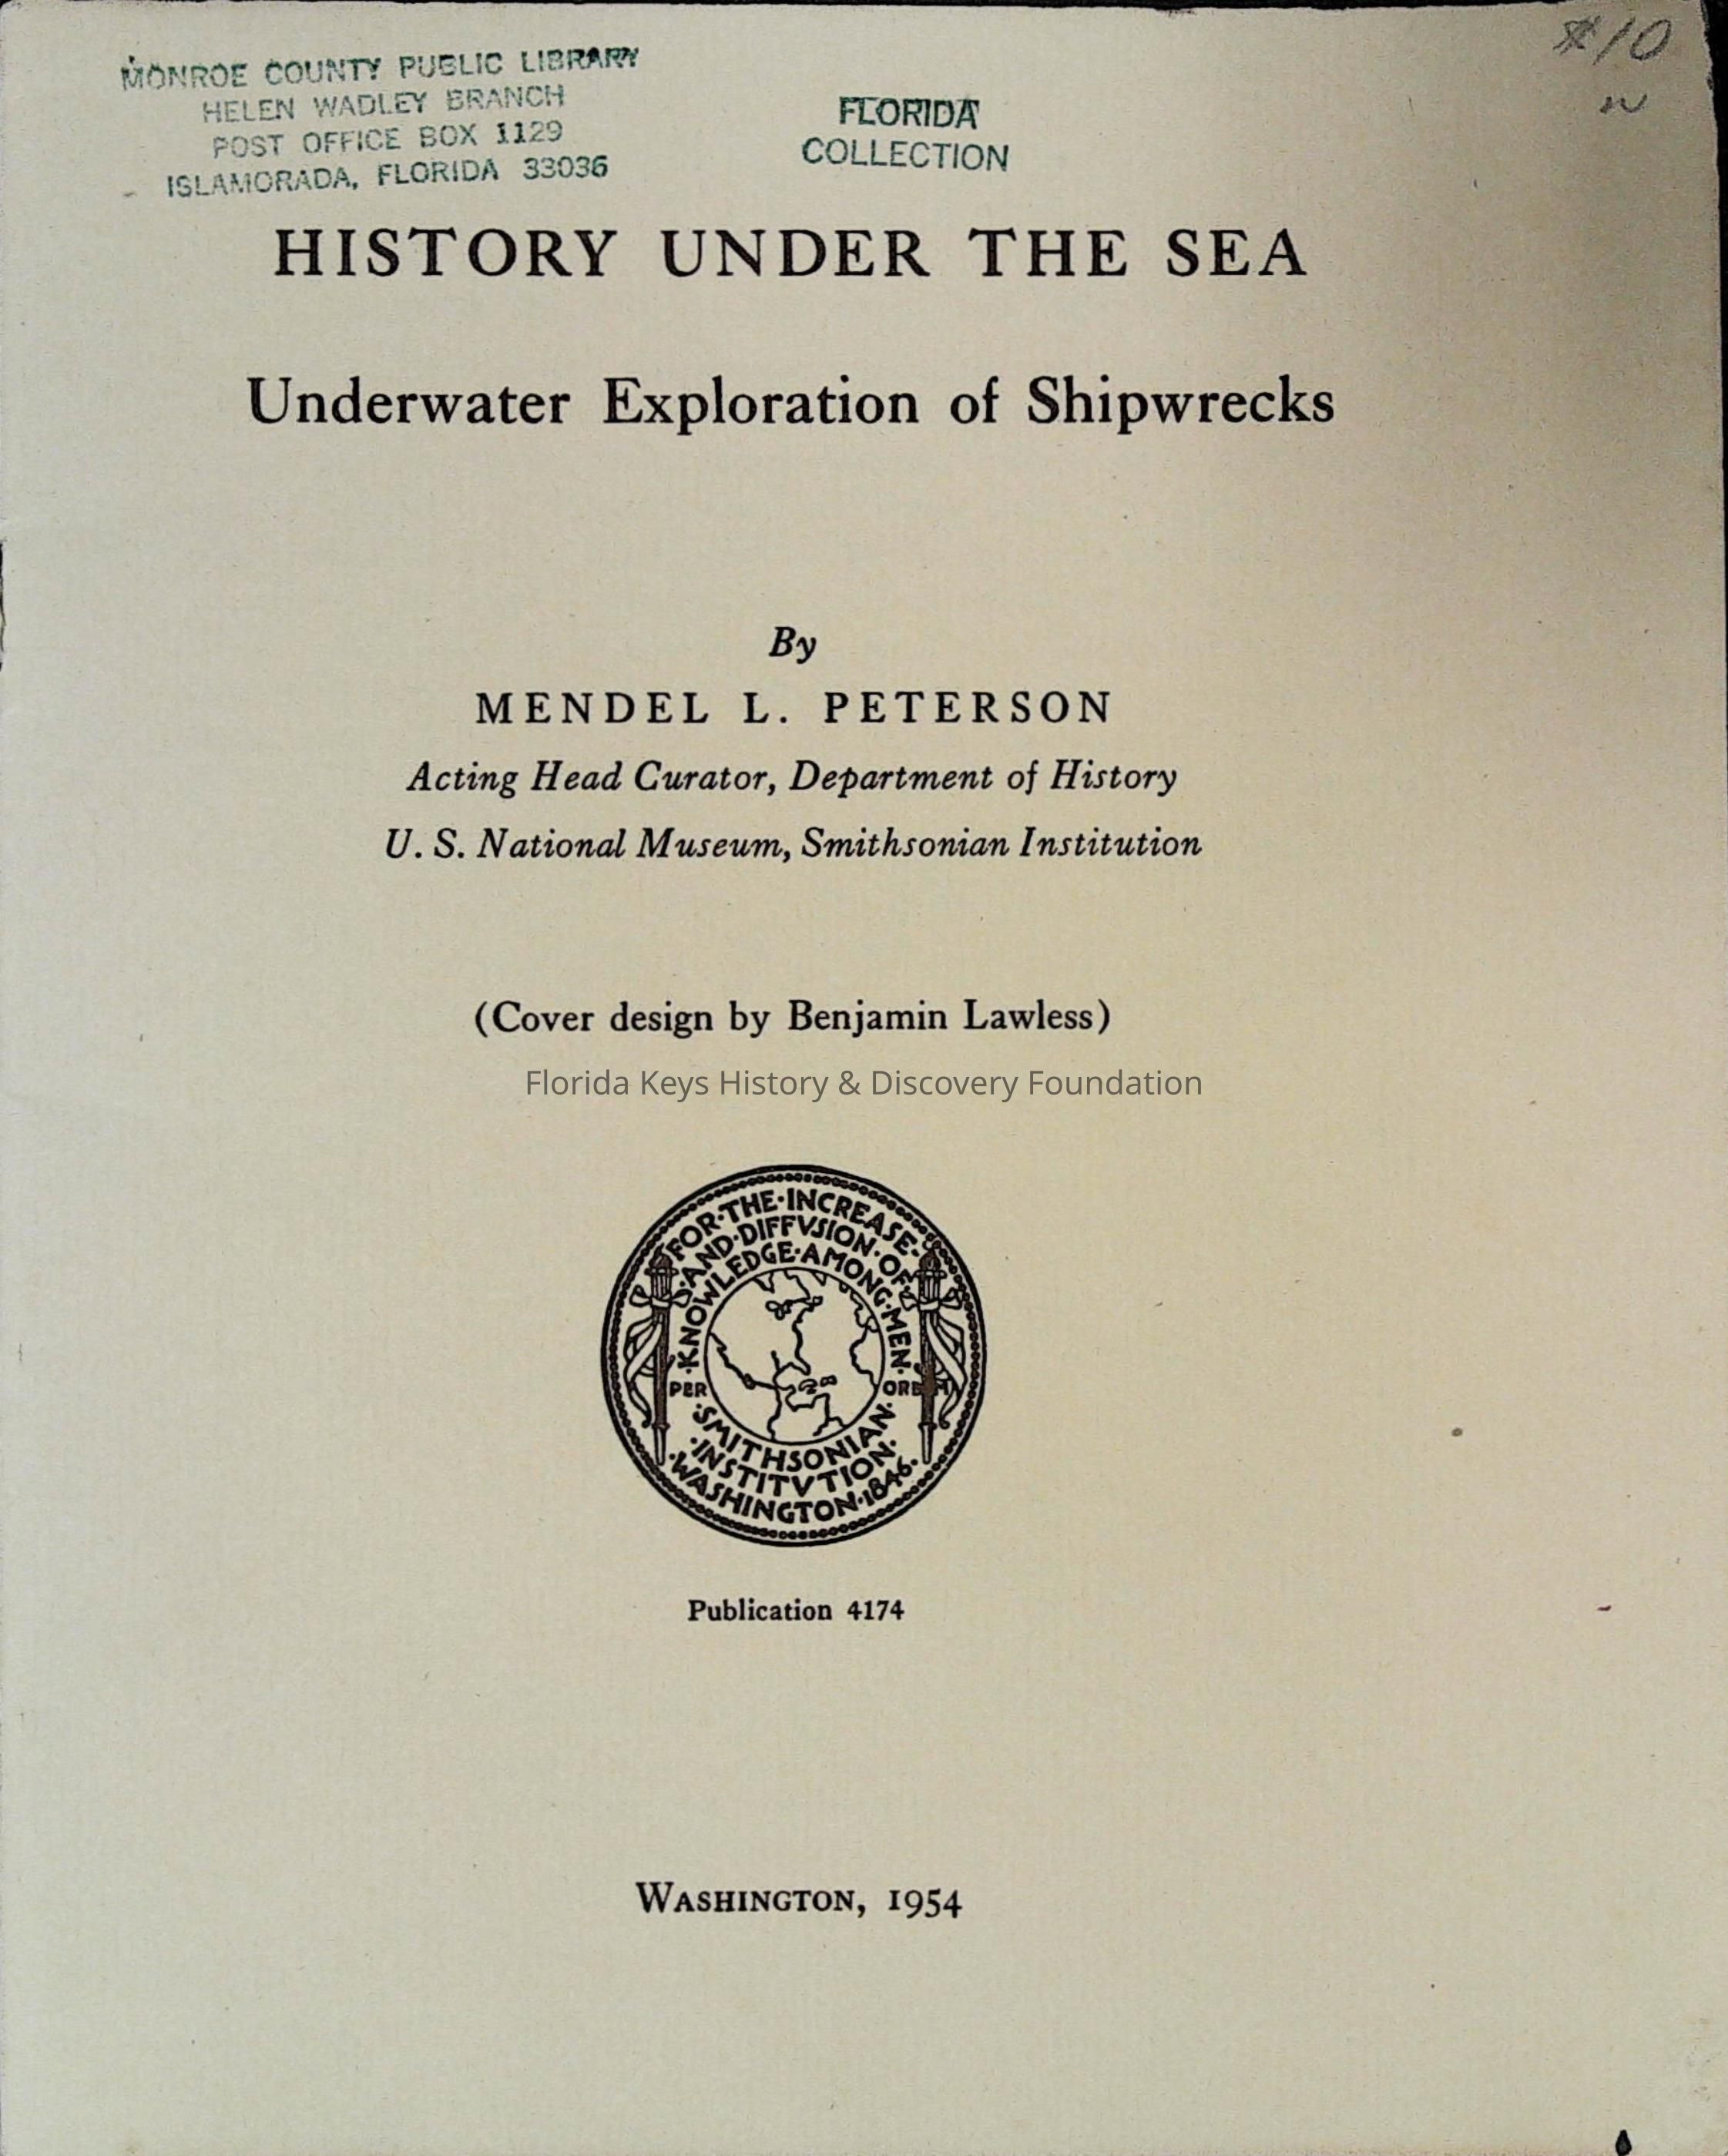 MONROE COUNTY PUBLIC LIBRARY
HELEN WADLEY BRANCH
POST OFFICE BOX 1129
ISLAMORADA, FLORIDA 33036
FLORIDA
COLLECTION
HISTORY UNDER THE SEA
Underwater Exploration of Shipwrecks
By
MENDEL L. PETERSON
Acting Head Curator, Department of History
U. S. National Museum, Smithsonian Institution
(Cover design by Benjamin Lawless)
Florida Keys History & Discovery Foundation
FOR·THE·INCREASE·
·AND·DIFFVSION·OF·
·KNOWLEDGE·AMONG·MEN·
PER
·SMITHSONIAN·
·INSTITVTION·
·WASHINGTON·1846·
Publication 4174
WASHINGTON, 1954